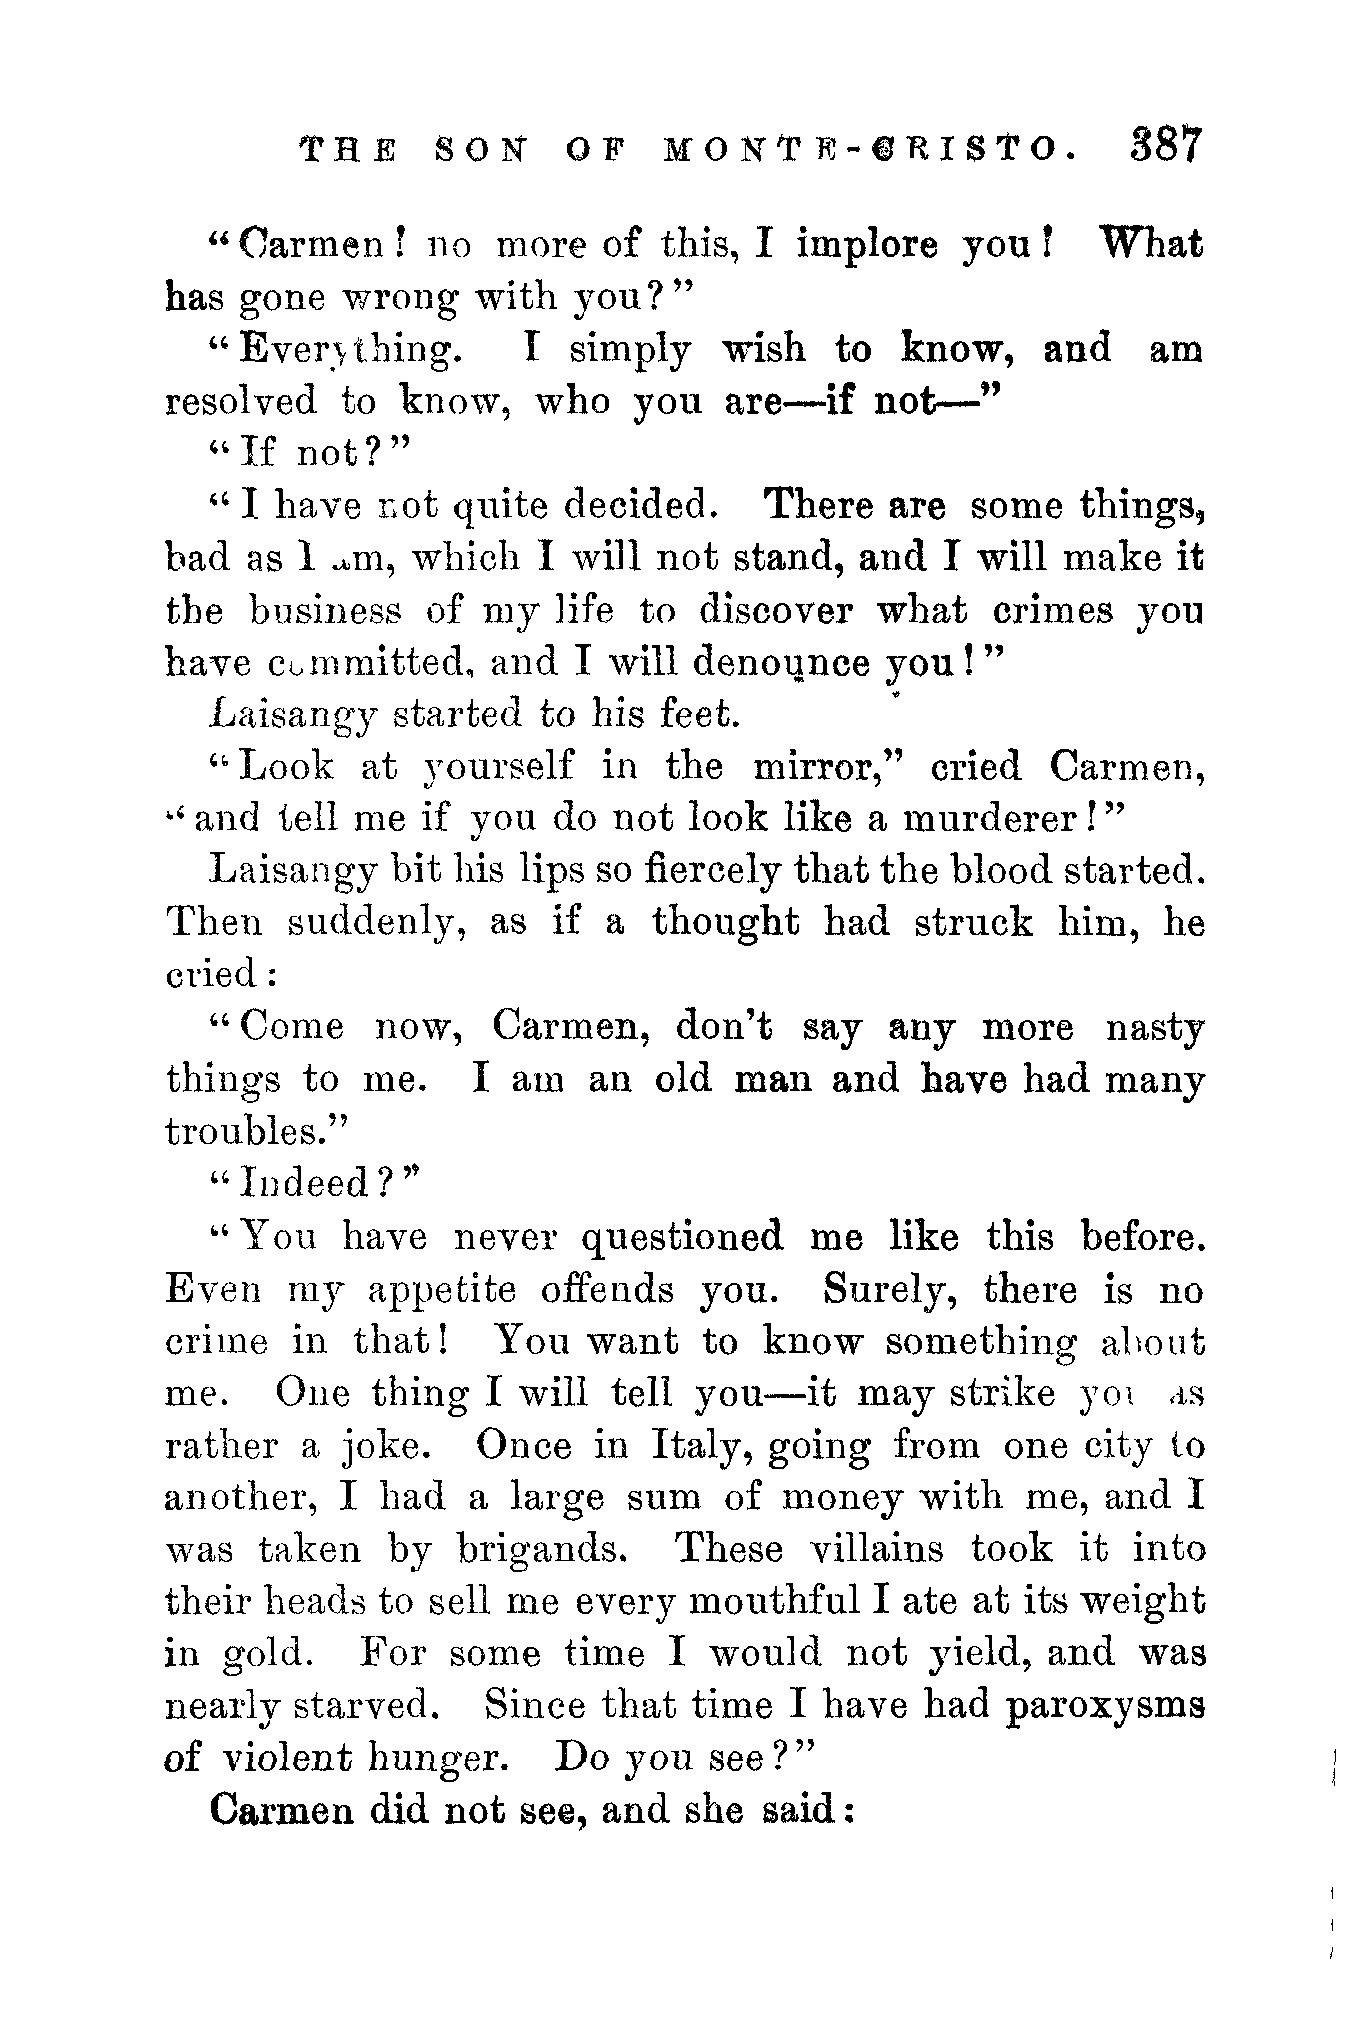 THE SON OF MONTE-CRISTO. 387
"Carmen! no more of this, I implore you! What
has gone wrong with you?"
"Everything. I simply wish to know, and am
resolved to know, who you are—if not—"
"If not?"
"I have not quite decided. There are some things,
bad as I am, which I will not stand, and I will make it
the business of my life to discover what crimes you
have committed, and I will denounce you!"
Laisangy started to his feet.
"Look at yourself in the mirror," cried Carmen,
"and tell me if you do not look like a murderer!"
Laisangy bit his lips so fiercely that the blood started.
Then suddenly, as if a thought had struck him, he
cried:
"Come now, Carmen, don't say any more nasty
things to me. I am an old man and have had many
troubles."
"Indeed?"
"You have never questioned me like this before.
Even my appetite offends you. Surely, there is no
crime in that! You want to know something about
me. One thing I will tell you—it may strike you as
rather a joke. Once in Italy, going from one city to
another, I had a large sum of money with me, and I
was taken by brigands. These villains took it into
their heads to sell me every mouthful I ate at its weight
in gold. For some time I would not yield, and was
nearly starved. Since that time I have had paroxysms
of violent hunger. Do you see?"
Carmen did not see, and she said: